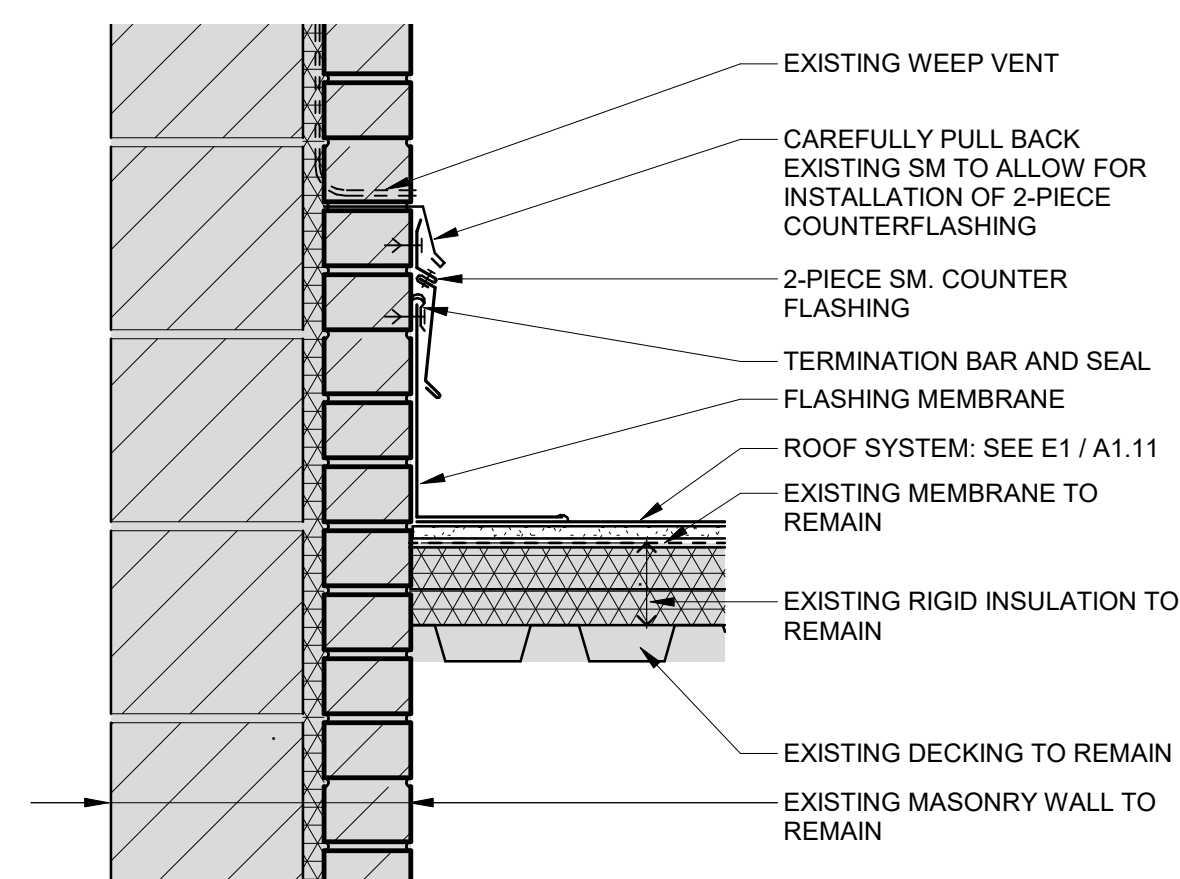 EXISTING WEEP VENT
CAREFULLY PULL BACK
EXISTING SM TO ALLOW FOR
INSTALLATION OF 2-PIECE
COUNTERFLASHING
2-PIECE SM. COUNTER
FLASHING
TERMINATION BAR AND SEAL
FLASHING MEMBRANE
ROOF SYSTEM: SEE E1 / A1.11
EXISTING MEMBRANE TO
REMAIN
EXISTING RIGID INSULATION TO
REMAIN
EXISTING DECKING TO REMAIN
EXISTING MASONRY WALL TO
REMAIN